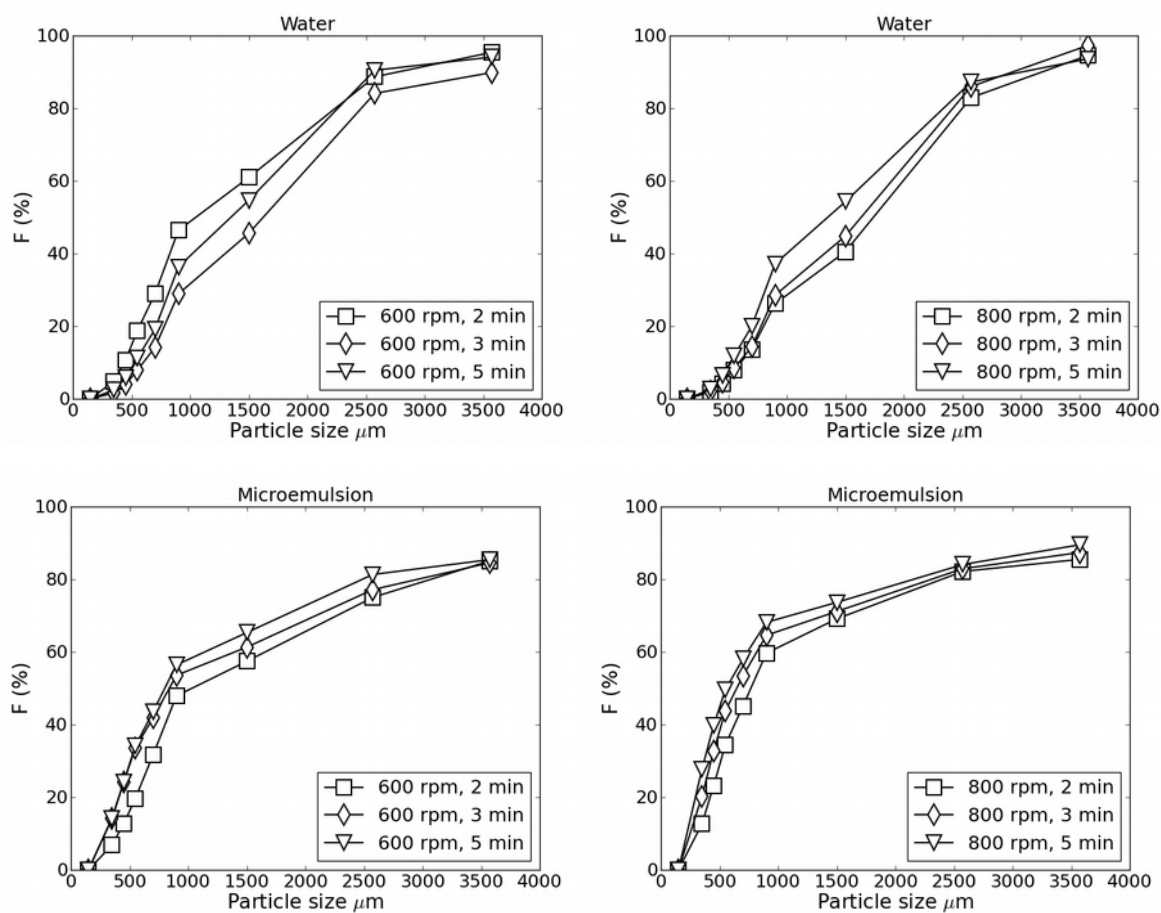 Water
100
80
60
40
20
0
F (%)
0 500 1000 1500 2000 2500 3000 3500 4000
Particle size μm
600 rpm, 2 min
600 rpm, 3 min
600 rpm, 5 min
Water
100
80
60
40
20
0
F (%)
0 500 1000 1500 2000 2500 3000 3500 4000
Particle size μm
800 rpm, 2 min
800 rpm, 3 min
800 rpm, 5 min
Microemulsion
100
80
60
40
20
0
F (%)
0 500 1000 1500 2000 2500 3000 3500 4000
Particle size μm
600 rpm, 2 min
600 rpm, 3 min
600 rpm, 5 min
Microemulsion
100
80
60
40
20
0
F (%)
0 500 1000 1500 2000 2500 3000 3500 4000
Particle size μm
800 rpm, 2 min
800 rpm, 3 min
800 rpm, 5 min